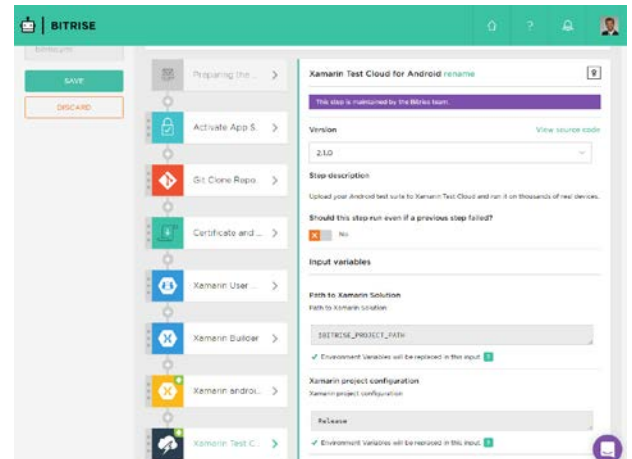 BITRISE
?
SAVE
DISCARD
Preparing the ...
Activate App S.
Git Clone Repo.
Certificate and ...
Xamarin User ...
Xamarin Builder
Xamarin androi...
Xamarin Test C...
Xamarin Test Cloud for Android rename
This step is maintained by the Bitrise team.
Version
View source code
2.1.0
Step description
Upload your Android test suite to Xamarin Test Cloud and run it on thousands of real devices.
Should this step run even if a previous step failed?
No
Input variables
Path to Xamarin Solution
Path to Xamarin Solution
$BITRISE_PROJECT_PATH
Environment Variables will be replaced in this input. ?
Xamarin project configuration
Xamarin project configuration
Release
Environment Variables will be replaced in this input. ?